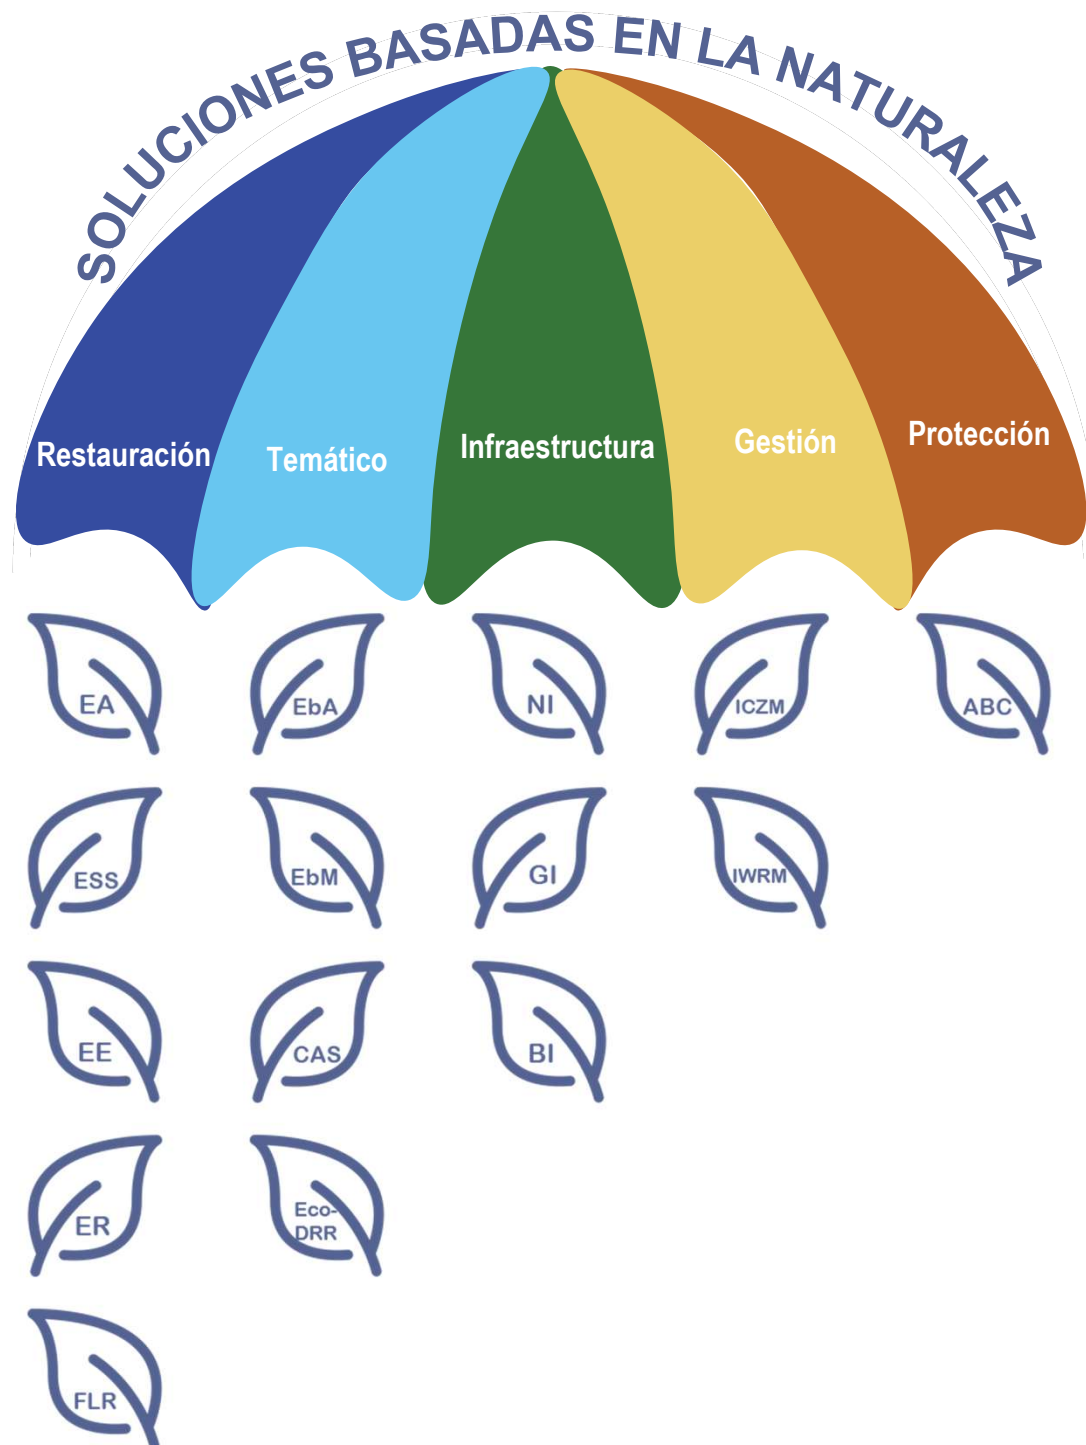 SOLUCIONES BASADAS EN LA NATURALEZA
Restauración
Temático
Infraestructura
Gestión
Protección
EA
EbA
NI
ICZM
ABC
ESS
EbM
GI
IWRM
EE
CAS
BI
ER
Eco-
DRR
FLR